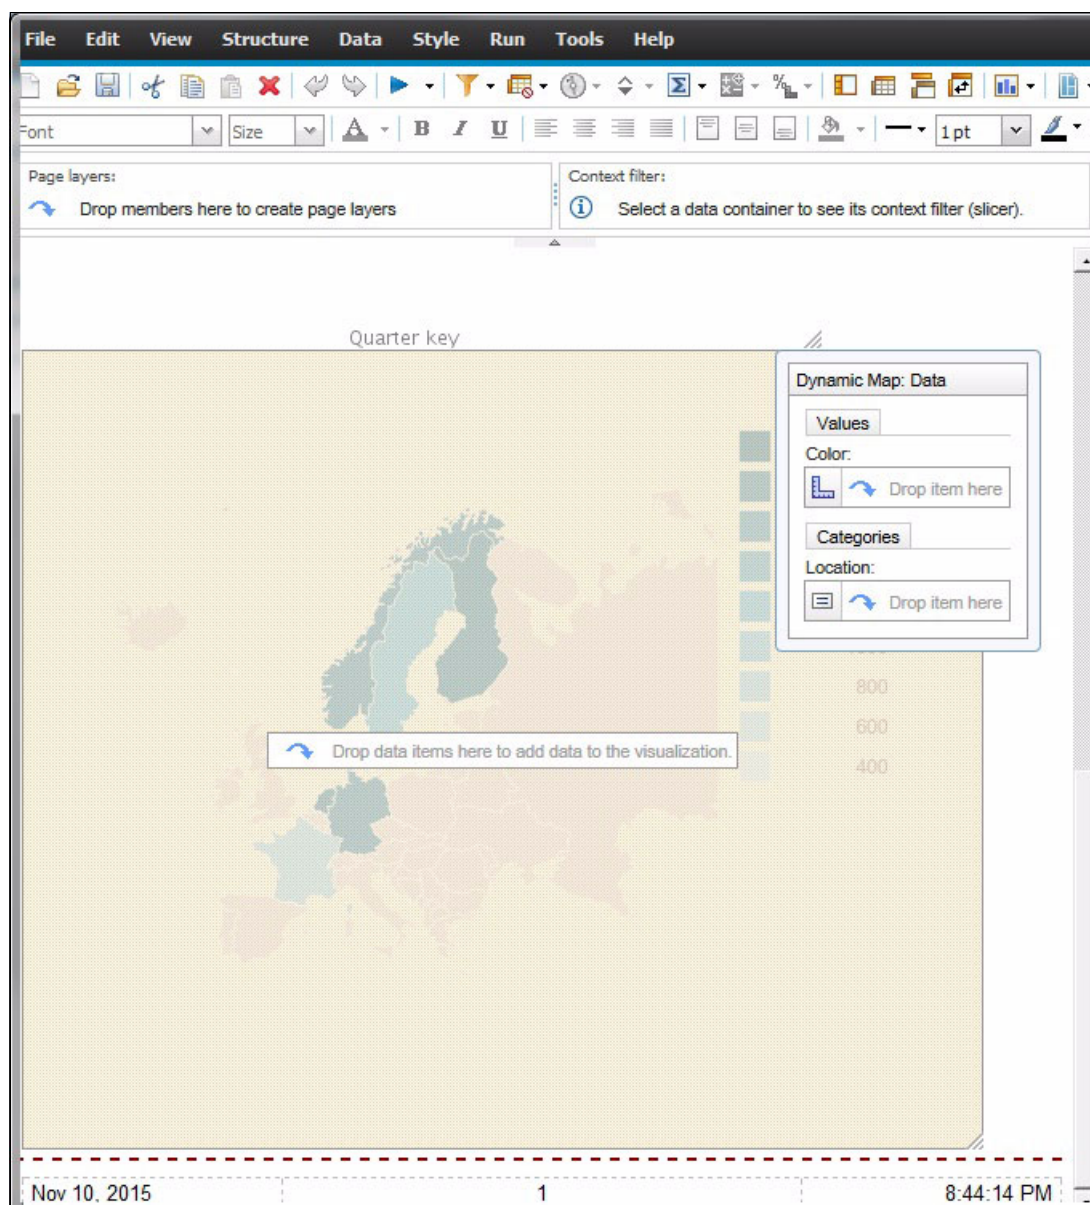 File Edit View Structure Data Style Run Tools Help
Font Size A B I U 1 pt
Page layers:
Drop members here to create page layers
Context filter:
Select a data container to see its context filter (slicer).
Quarter key
Dynamic Map: Data
Values
Color:
Drop item here
Categories
Location:
Drop item here
800
600
400
Drop data items here to add data to the visualization.
Nov 10, 2015 1 8:44:14 PM